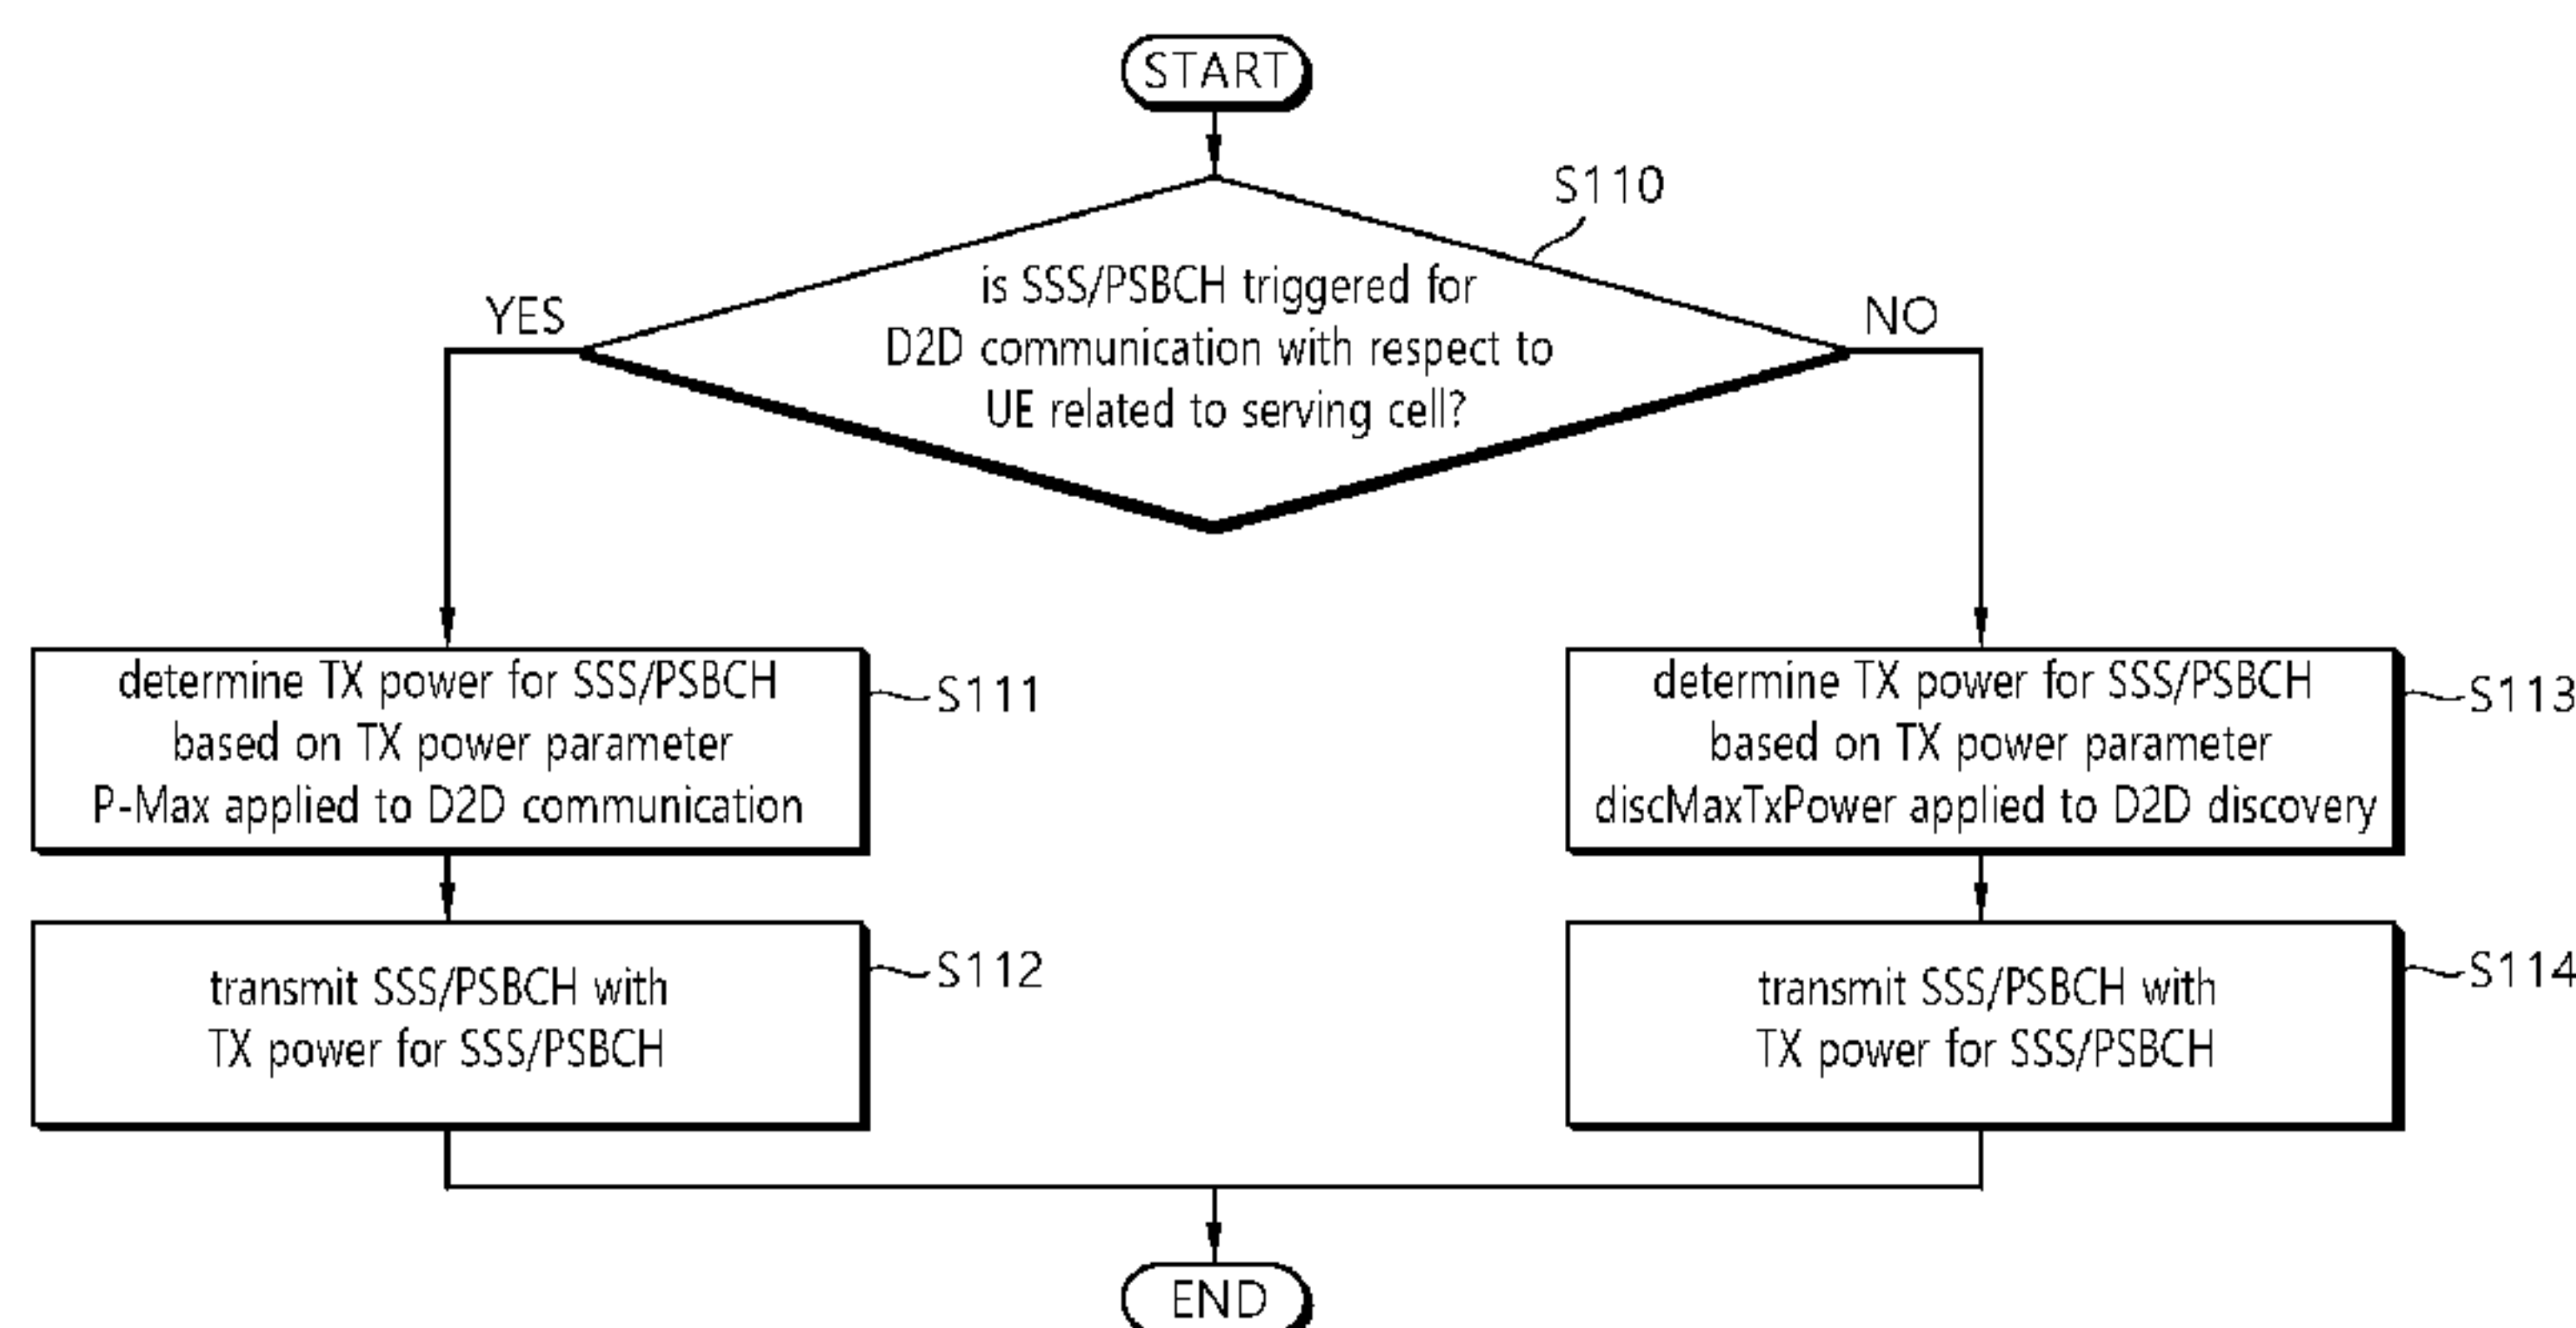 START
S110
is SSS/PSBCH triggered for
D2D communication with respect to
UE related to serving cell?
YES
NO
determine TX power for SSS/PSBCH
based on TX power parameter
P-Max applied to D2D communication
S111
determine TX power for SSS/PSBCH
based on TX power parameter
discMaxTxPower applied to D2D discovery
S113
transmit SSS/PSBCH with
TX power for SSS/PSBCH
S112
transmit SSS/PSBCH with
TX power for SSS/PSBCH
S114
END